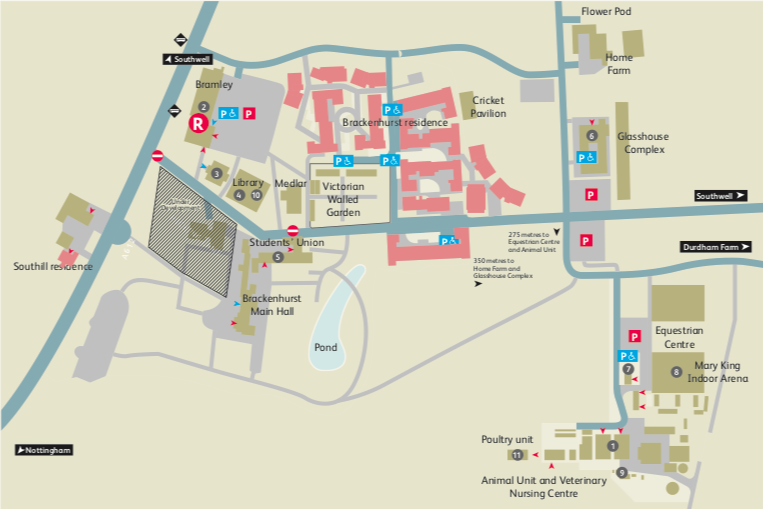 Flower Pod
Southwell
Home
Farm
Bramley
2
P
P
R
Cricket
Pavilion
P
Brackenhurst residence
6
Glasshouse
Complex
P
P
P
3
Library
4
10
Medlar
Victorian
Walled
Garden
P
Southwell
Under
Development
Students' Union
5
P
275 metres to
Equestrian Centre
and Animal Unit
P
Durdham Farm
350 metres to
Home Farm and
Glasshouse Complex
Southill residence
A612
Brackenhurst
Main Hall
Pond
P
Equestrian
Centre
P
7
8
Mary King
Indoor Arena
Nottingham
Poultry unit
11
1
9
Animal Unit and Veterinary
Nursing Centre